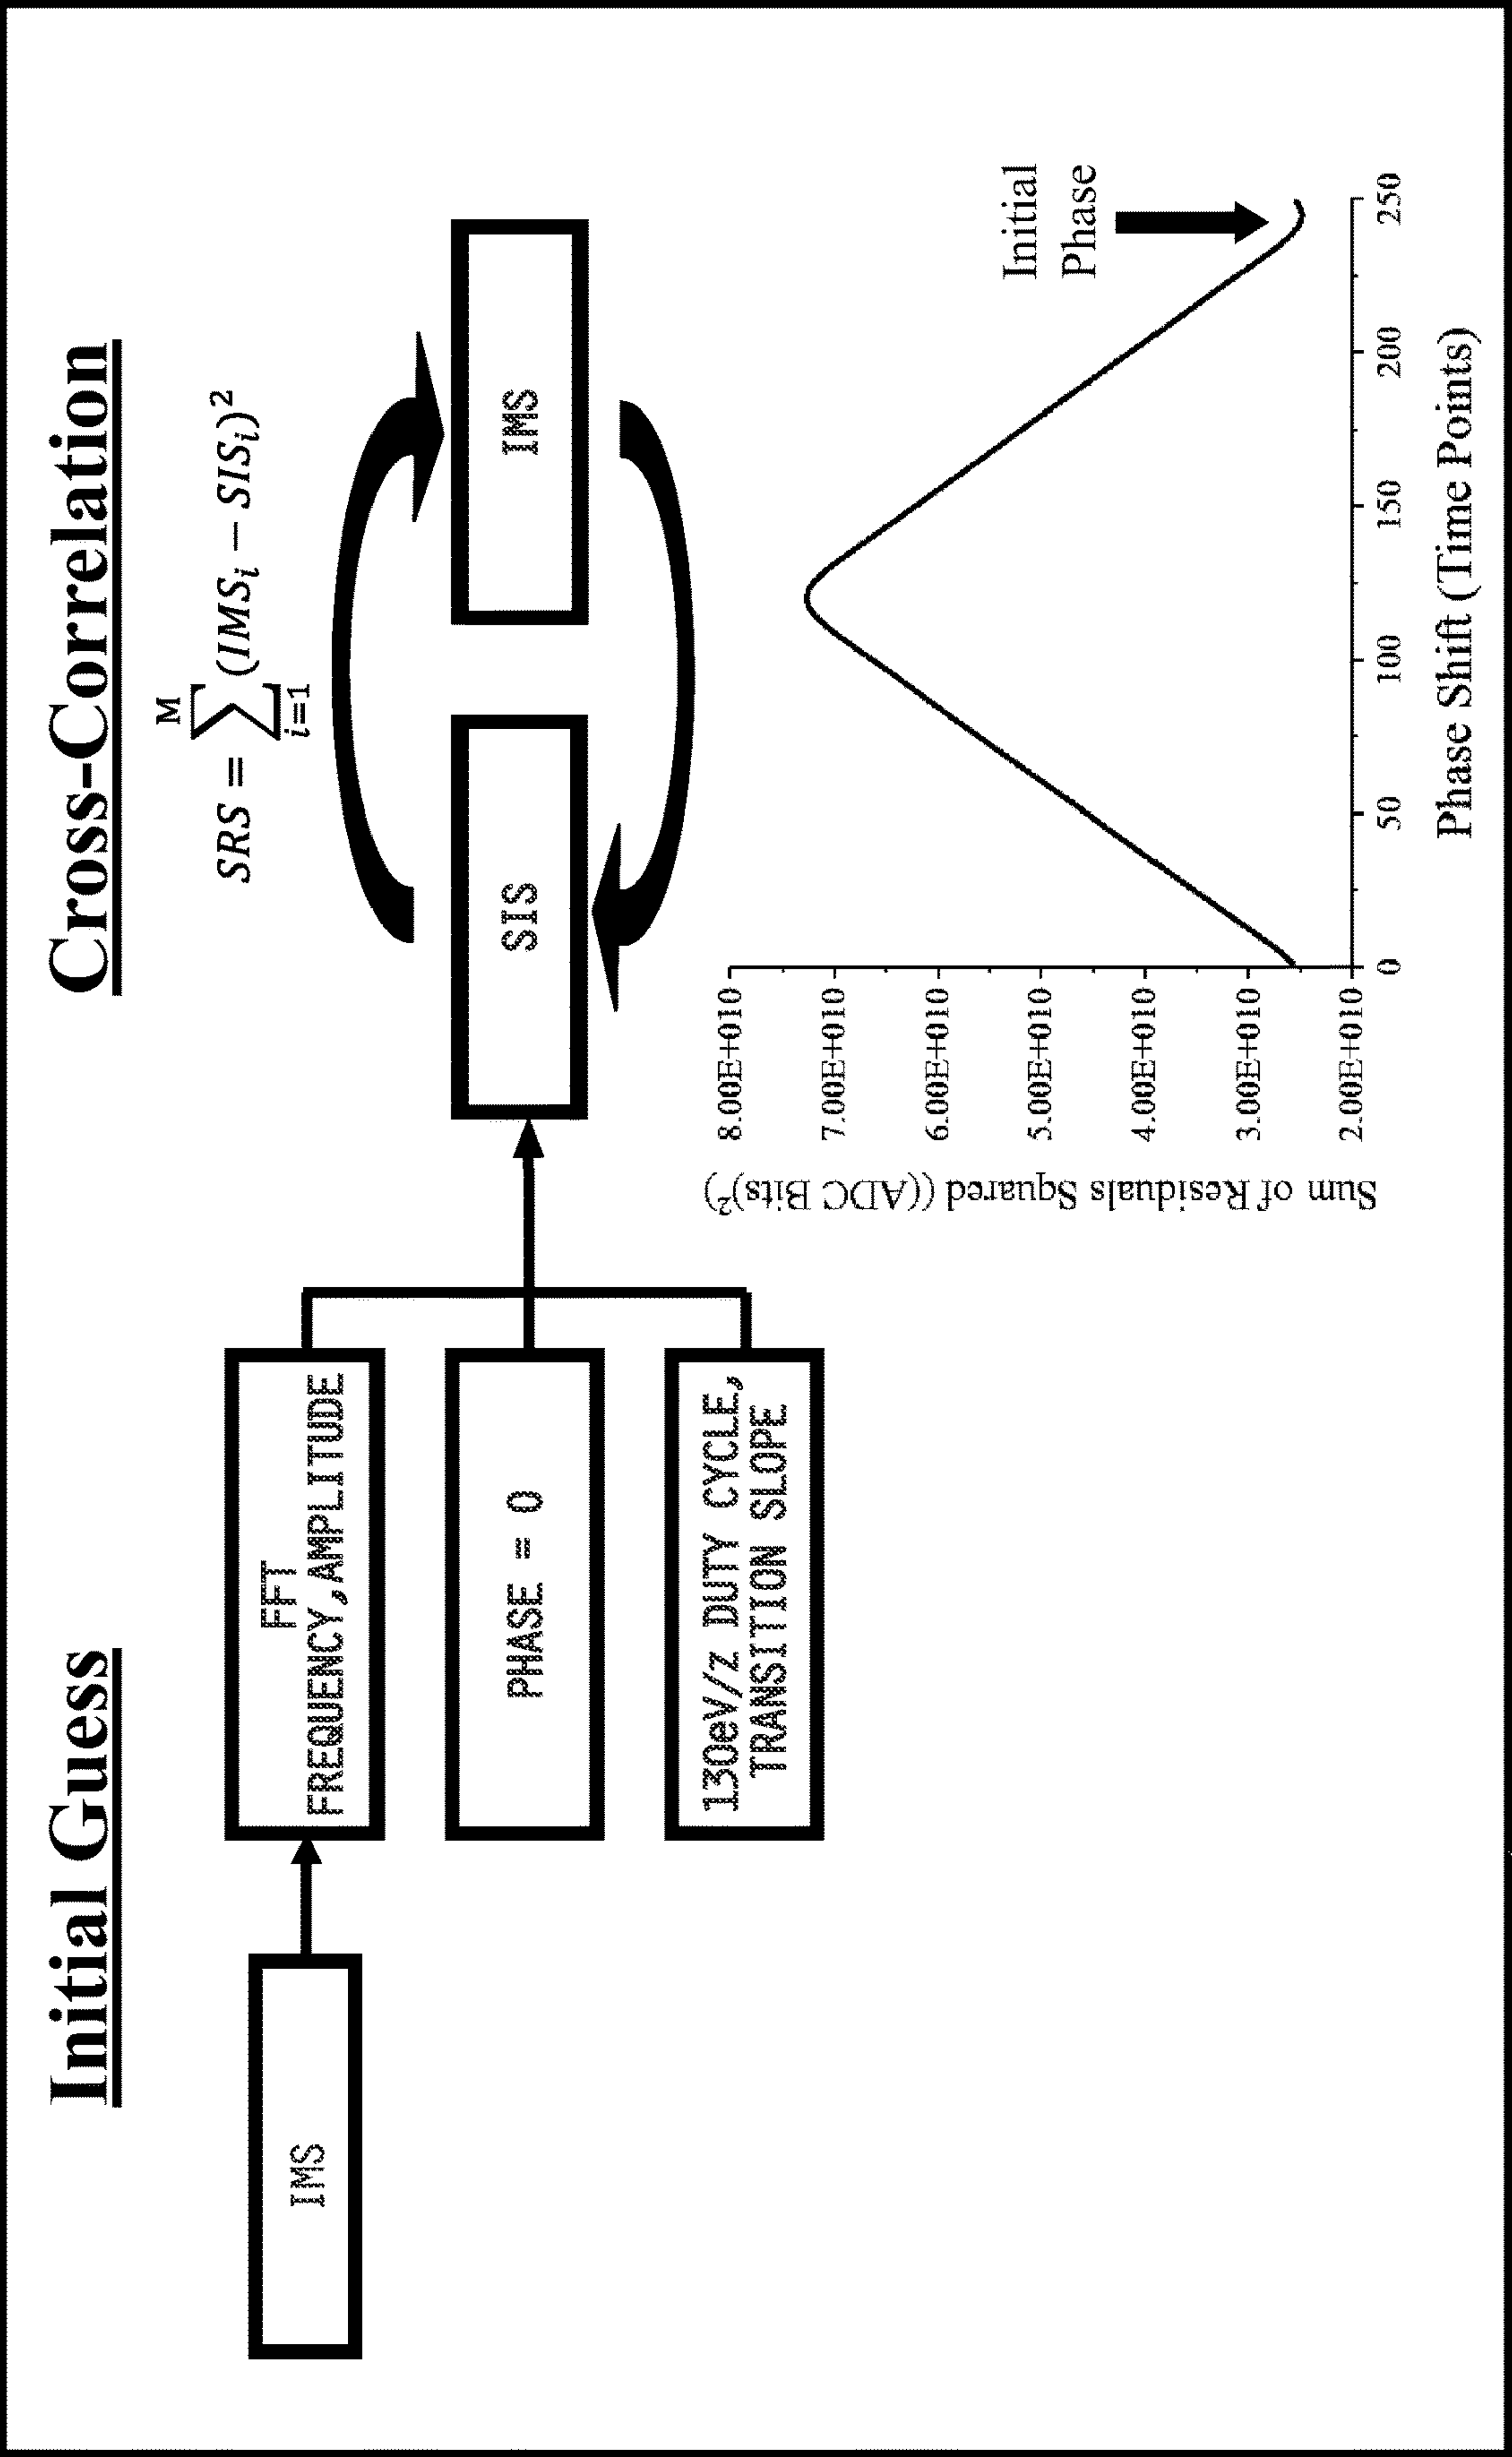 Initial Guess
Cross-Correlation
IMS
FFT
FREQUENCY,AMPLITUDE
PHASE = 0
130eV/z DUTY CYCLE,
TRANSITION SLOPE
SRS = ∑ᴹᵢ₌₁ (IMSᵢ − SISᵢ)²
SIS
IMS
Sum of Residuals Squared ((ADC Bits)²)
8.00E+010
7.00E+010
6.00E+010
5.00E+010
4.00E+010
3.00E+010
2.00E+010
Initial
Phase
0 50 100 150 200 250
Phase Shift (Time Points)